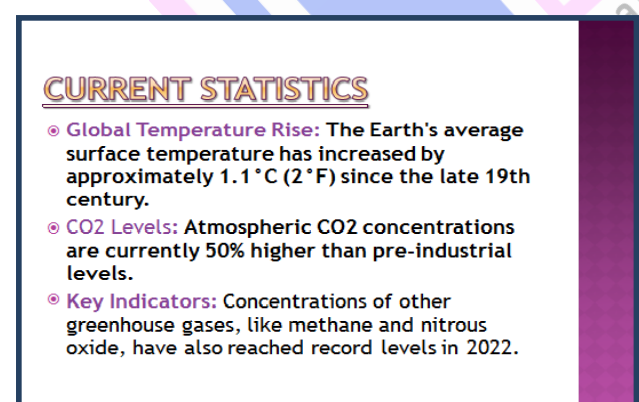 CURRENT STATISTICS
Global Temperature Rise: The Earth's average
surface temperature has increased by
approximately 1.1°C (2°F) since the late 19th
century.
CO2 Levels: Atmospheric CO2 concentrations
are currently 50% higher than pre-industrial
levels.
Key Indicators: Concentrations of other
greenhouse gases, like methane and nitrous
oxide, have also reached record levels in 2022.